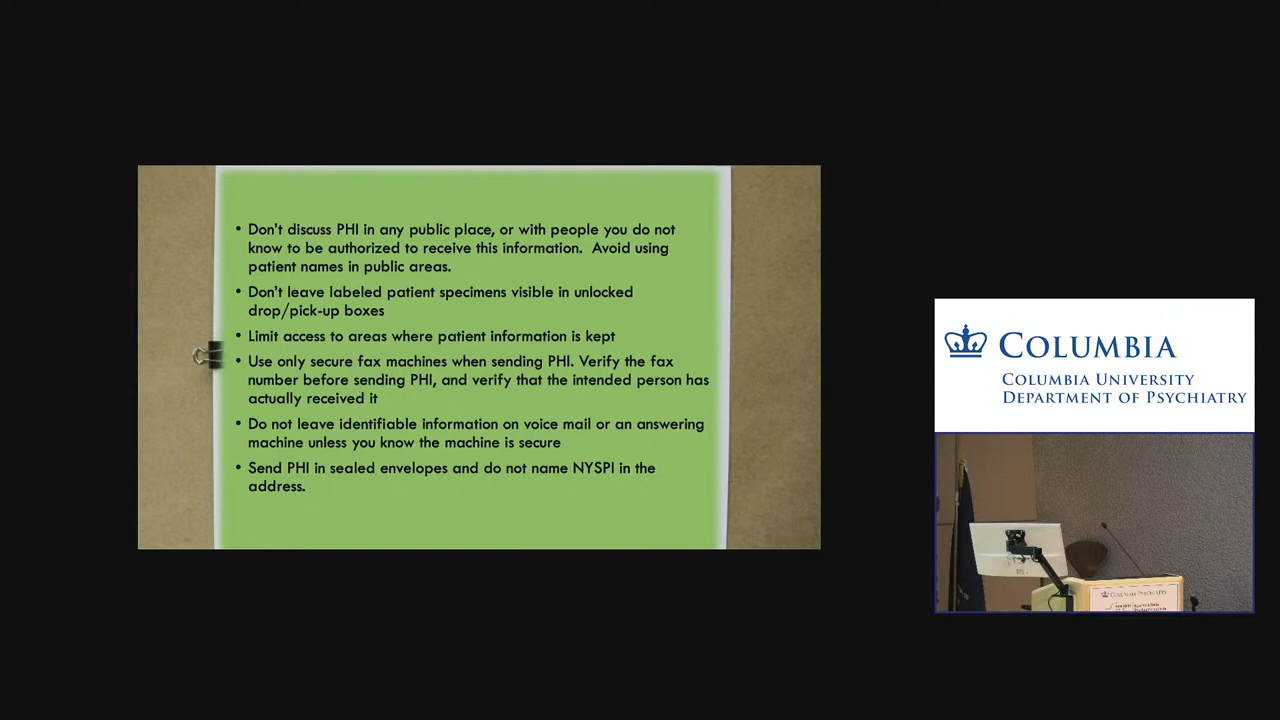 • Don't discuss PHI in any public place, or with people you do not
know to be authorized to receive this information.  Avoid using
patient names in public areas.
• Don't leave labeled patient specimens visible in unlocked
drop/pick-up boxes
• Limit access to areas where patient information is kept
• Use only secure fax machines when sending PHI. Verify the fax
number before sending PHI, and verify that the intended person has
actually received it
• Do not leave identifiable information on voice mail or an answering
machine unless you know the machine is secure
• Send PHI in sealed envelopes and do not name NYSPI in the
address.
COLUMBIA
COLUMBIA UNIVERSITY
DEPARTMENT OF PSYCHIATRY
COLUMBIA PSYCHIATRY